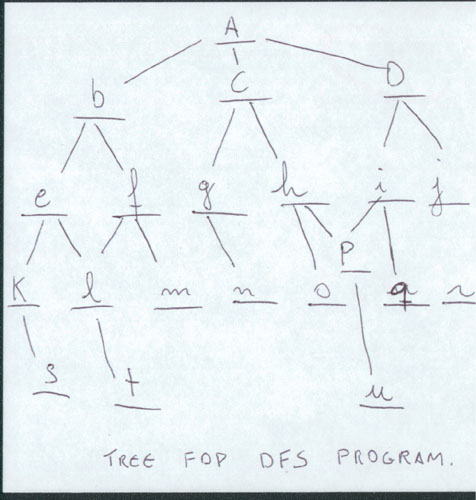 A
b C D
e f g h i j
p
K l m n o q r
s t u
TREE FOP DFS PROGRAM.